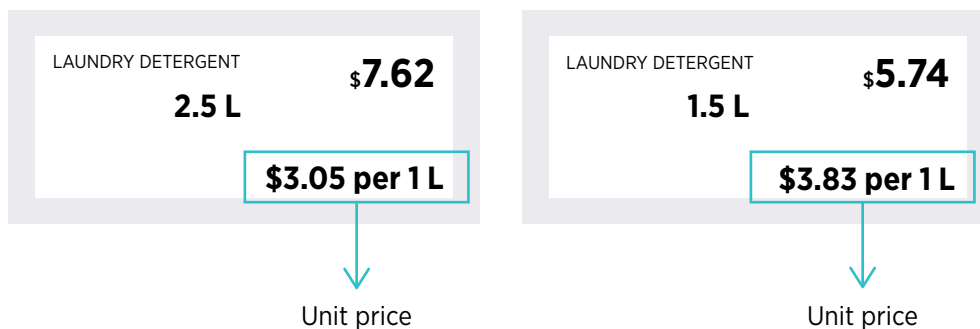 LAUNDRY DETERGENT
$7.62
2.5 L
$3.05 per 1 L
Unit price
LAUNDRY DETERGENT
$5.74
1.5 L
$3.83 per 1 L
Unit price